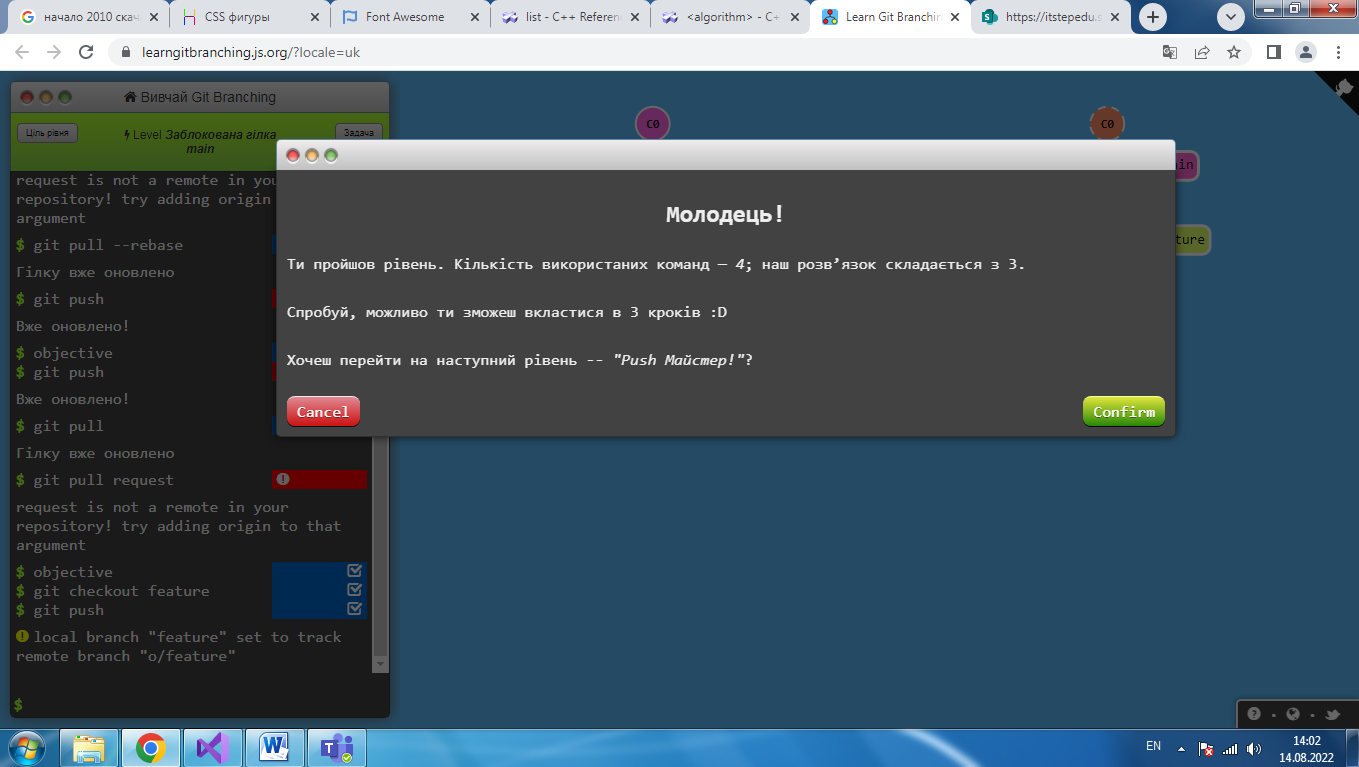 начало 2010 скач
CSS фигуры
Font Awesome
list - C++ Referen
<algorithm> - C+
Learn Git Branchin
https://itstepedu.s
learngitbranching.js.org/?locale=uk
Вивчай Git Branching
Ціль рівня
Level Заблокована вілка
main
Задача
request is not a remote in you
repository! try adding origin
argument
$ git pull --rebase
Гілку вже оновлено
$ git push
Вже оновлено!
$ objective
$ git push
Вже оновлено!
$ git pull
Гілку вже оновлено
$ git pull request
request is not a remote in your
repository! try adding origin to that
argument
$ objective
$ git checkout feature
$ git push
local branch "feature" set to track
remote branch "o/feature"
$
C0
C0
in
ture
Молодець!
Ти пройшов рівень. Кількість використаних команд — 4; наш розв’язок складається з 3.
Спробуй, можливо ти зможеш вкластися в 3 кроків :D
Хочеш перейти на наступний рівень -- "Push Майстер!"?
Cancel
Confirm
EN
14:02
14.08.2022